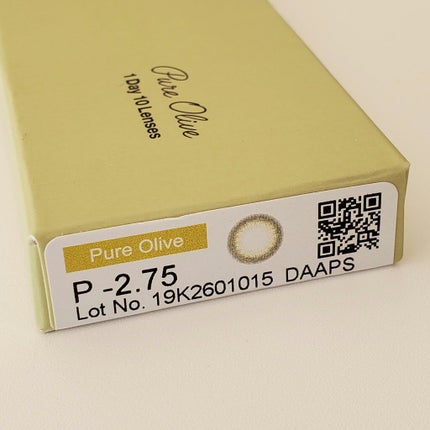 Pure Olive
1 Day 10 Lenses
Pure Olive
P -2.75
Lot No. 19K2601015 DAAPS